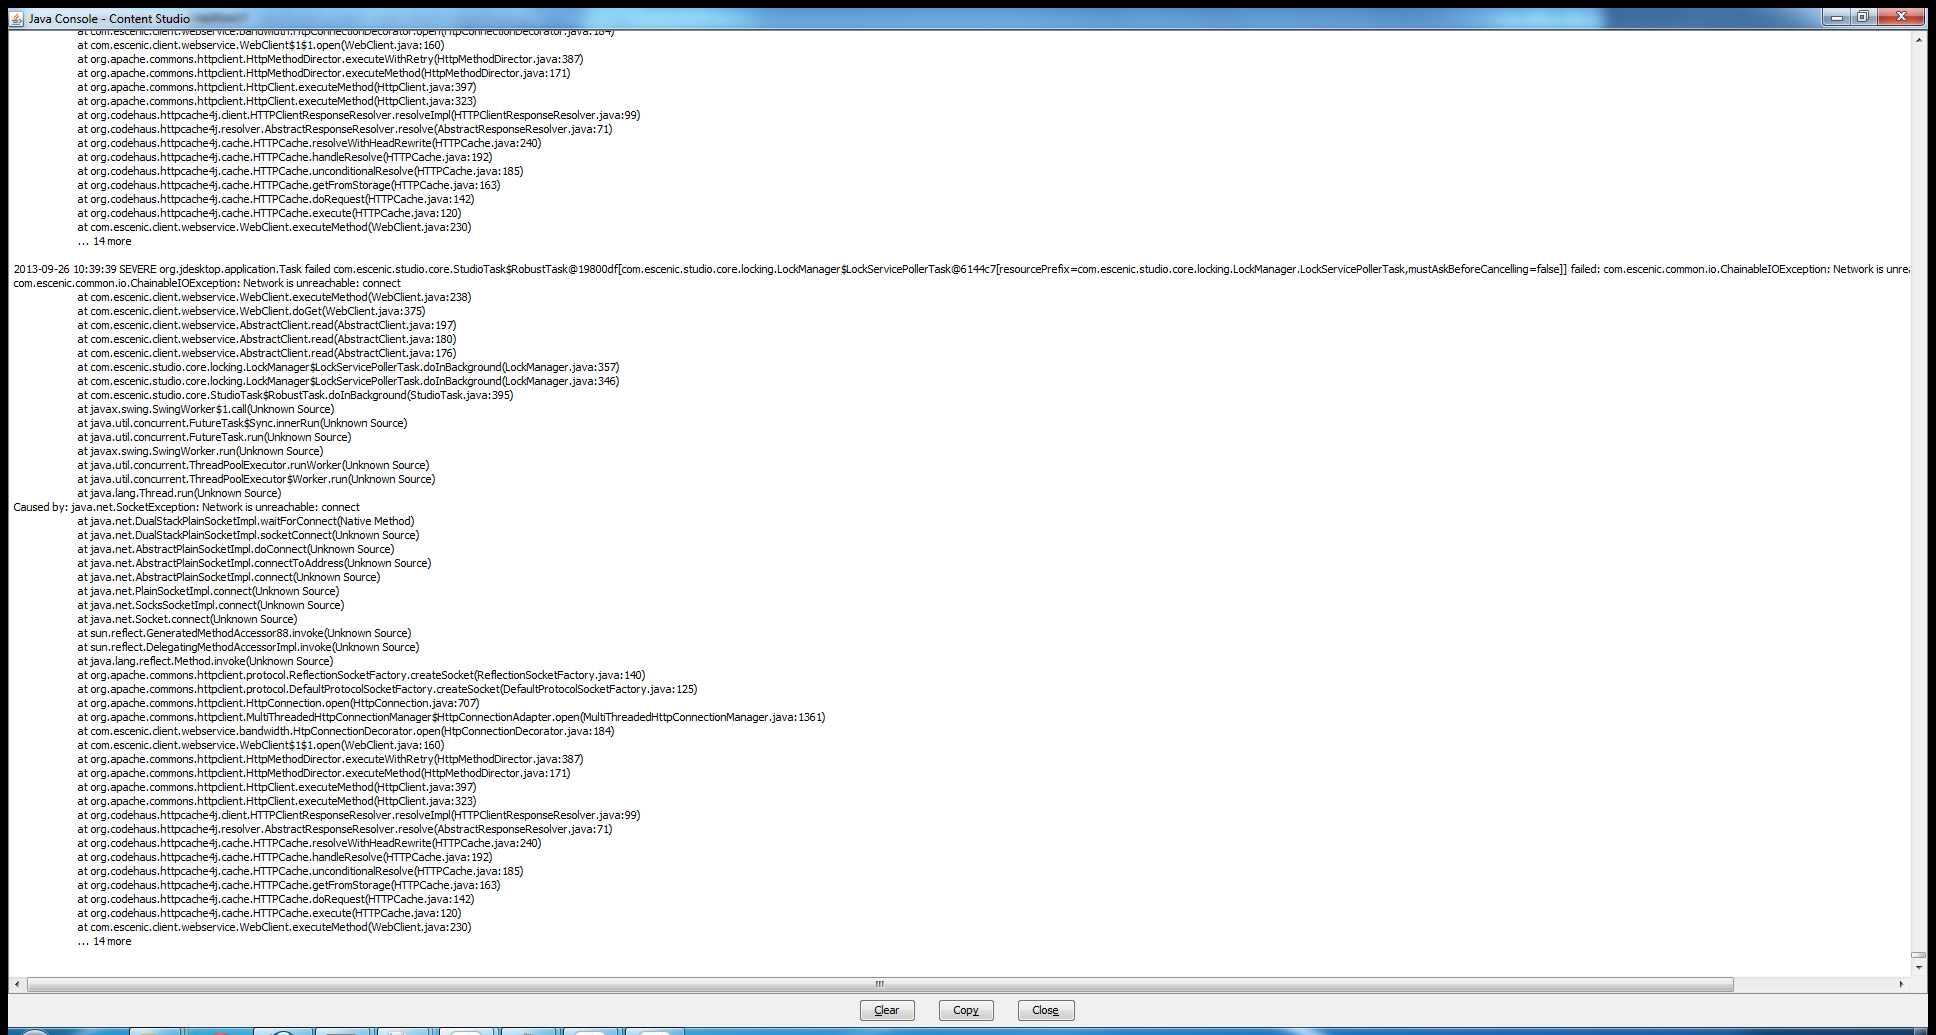 Java Console - Content Studio
at com.escenic.client.webservice.bandwidth.HtpConnectionDecorator.open(HtpConnectionDecorator.java:184)
at com.escenic.client.webservice.WebClient$1$1.open(WebClient.java:160)
at org.apache.commons.httpclient.HttpMethodDirector.executeWithRetry(HttpMethodDirector.java:387)
at org.apache.commons.httpclient.HttpMethodDirector.executeMethod(HttpMethodDirector.java:171)
at org.apache.commons.httpclient.HttpClient.executeMethod(HttpClient.java:397)
at org.apache.commons.httpclient.HttpClient.executeMethod(HttpClient.java:323)
at org.codehaus.httpcache4j.client.HTTPClientResponseResolver.resolveImpl(HTTPClientResponseResolver.java:99)
at org.codehaus.httpcache4j.resolver.AbstractResponseResolver.resolve(AbstractResponseResolver.java:71)
at org.codehaus.httpcache4j.cache.HTTPCache.resolveWithHeadRewrite(HTTPCache.java:240)
at org.codehaus.httpcache4j.cache.HTTPCache.handleResolve(HTTPCache.java:192)
at org.codehaus.httpcache4j.cache.HTTPCache.unconditionalResolve(HTTPCache.java:185)
at org.codehaus.httpcache4j.cache.HTTPCache.getFromStorage(HTTPCache.java:163)
at org.codehaus.httpcache4j.cache.HTTPCache.doRequest(HTTPCache.java:142)
at org.codehaus.httpcache4j.cache.HTTPCache.execute(HTTPCache.java:120)
at com.escenic.client.webservice.WebClient.executeMethod(WebClient.java:230)
... 14 more
2013-09-26 10:39:39 SEVERE org.jdesktop.application.Task failed com.escenic.studio.core.StudioTask$RobustTask@19800df[com.escenic.studio.core.locking.LockManager$LockServicePollerTask@6144c7[resourcePrefix=com.escenic.studio.core.locking.LockManager.LockServicePollerTask,mustAskBeforeCancelling=false]] failed: com.escenic.common.io.ChainableIOException: Network is unrea
com.escenic.common.io.ChainableIOException: Network is unreachable: connect
at com.escenic.client.webservice.WebClient.executeMethod(WebClient.java:238)
at com.escenic.client.webservice.WebClient.doGet(WebClient.java:375)
at com.escenic.client.webservice.AbstractClient.read(AbstractClient.java:197)
at com.escenic.client.webservice.AbstractClient.read(AbstractClient.java:180)
at com.escenic.client.webservice.AbstractClient.read(AbstractClient.java:176)
at com.escenic.studio.core.locking.LockManager$LockServicePollerTask.doInBackground(LockManager.java:357)
at com.escenic.studio.core.locking.LockManager$LockServicePollerTask.doInBackground(LockManager.java:346)
at com.escenic.studio.core.StudioTask$RobustTask.doInBackground(StudioTask.java:395)
at javax.swing.SwingWorker$1.call(Unknown Source)
at java.util.concurrent.FutureTask$Sync.innerRun(Unknown Source)
at java.util.concurrent.FutureTask.run(Unknown Source)
at javax.swing.SwingWorker.run(Unknown Source)
at java.util.concurrent.ThreadPoolExecutor.runWorker(Unknown Source)
at java.util.concurrent.ThreadPoolExecutor$Worker.run(Unknown Source)
at java.lang.Thread.run(Unknown Source)
Caused by: java.net.SocketException: Network is unreachable: connect
at java.net.DualStackPlainSocketImpl.waitForConnect(Native Method)
at java.net.DualStackPlainSocketImpl.socketConnect(Unknown Source)
at java.net.AbstractPlainSocketImpl.doConnect(Unknown Source)
at java.net.AbstractPlainSocketImpl.connectToAddress(Unknown Source)
at java.net.AbstractPlainSocketImpl.connect(Unknown Source)
at java.net.PlainSocketImpl.connect(Unknown Source)
at java.net.SocksSocketImpl.connect(Unknown Source)
at java.net.Socket.connect(Unknown Source)
at sun.reflect.GeneratedMethodAccessor88.invoke(Unknown Source)
at sun.reflect.DelegatingMethodAccessorImpl.invoke(Unknown Source)
at java.lang.reflect.Method.invoke(Unknown Source)
at org.apache.commons.httpclient.protocol.ReflectionSocketFactory.createSocket(ReflectionSocketFactory.java:140)
at org.apache.commons.httpclient.protocol.DefaultProtocolSocketFactory.createSocket(DefaultProtocolSocketFactory.java:125)
at org.apache.commons.httpclient.HttpConnection.open(HttpConnection.java:707)
at org.apache.commons.httpclient.MultiThreadedHttpConnectionManager$HttpConnectionAdapter.open(MultiThreadedHttpConnectionManager.java:1361)
at com.escenic.client.webservice.bandwidth.HtpConnectionDecorator.open(HtpConnectionDecorator.java:184)
at com.escenic.client.webservice.WebClient$1$1.open(WebClient.java:160)
at org.apache.commons.httpclient.HttpMethodDirector.executeWithRetry(HttpMethodDirector.java:387)
at org.apache.commons.httpclient.HttpMethodDirector.executeMethod(HttpMethodDirector.java:171)
at org.apache.commons.httpclient.HttpClient.executeMethod(HttpClient.java:397)
at org.apache.commons.httpclient.HttpClient.executeMethod(HttpClient.java:323)
at org.codehaus.httpcache4j.client.HTTPClientResponseResolver.resolveImpl(HTTPClientResponseResolver.java:99)
at org.codehaus.httpcache4j.resolver.AbstractResponseResolver.resolve(AbstractResponseResolver.java:71)
at org.codehaus.httpcache4j.cache.HTTPCache.resolveWithHeadRewrite(HTTPCache.java:240)
at org.codehaus.httpcache4j.cache.HTTPCache.handleResolve(HTTPCache.java:192)
at org.codehaus.httpcache4j.cache.HTTPCache.unconditionalResolve(HTTPCache.java:185)
at org.codehaus.httpcache4j.cache.HTTPCache.getFromStorage(HTTPCache.java:163)
at org.codehaus.httpcache4j.cache.HTTPCache.doRequest(HTTPCache.java:142)
at org.codehaus.httpcache4j.cache.HTTPCache.execute(HTTPCache.java:120)
at com.escenic.client.webservice.WebClient.executeMethod(WebClient.java:230)
... 14 more
Clear Copy Close